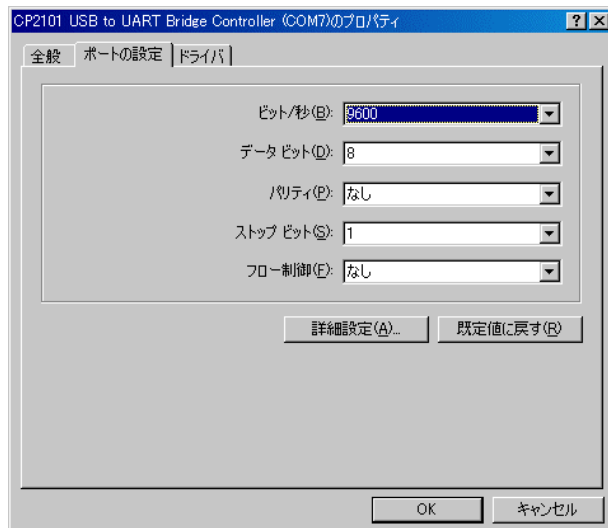 CP2101 USB to UART Bridge Controller (COM7)のプロパティ
全般 ポートの設定 ドライバ
ビット/秒(B): 9600
データ ビット(D): 8
パリティ(P): なし
ストップ ビット(S): 1
フロー制御(F): なし
詳細設定(A)... 既定値に戻す(R)
OK キャンセル